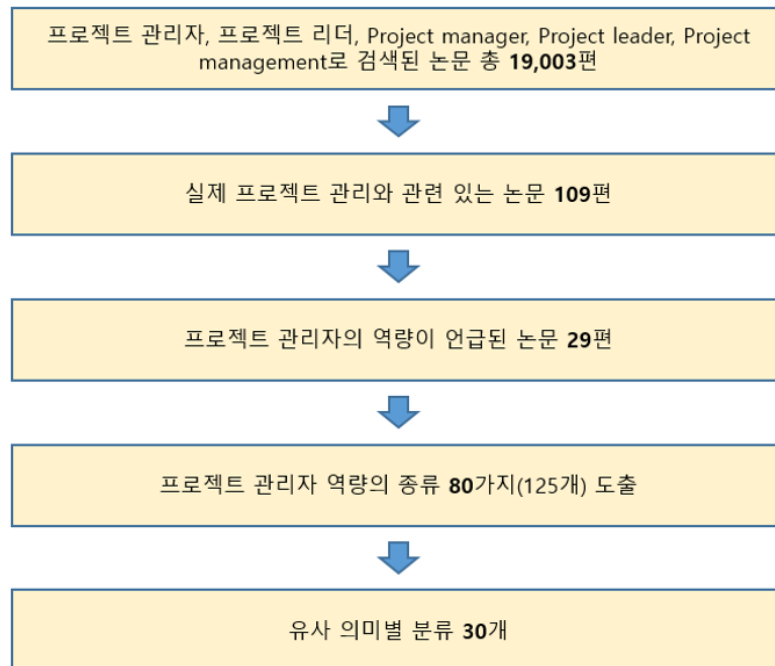 프로젝트 관리자, 프로젝트 리더, Project manager, Project leader, Project
management로 검색된 논문 총 19,003편
실제 프로젝트 관리와 관련 있는 논문 109편
프로젝트 관리자의 역량이 언급된 논문 29편
프로젝트 관리자 역량의 종류 80가지(125개) 도출
유사 의미별 분류 30개